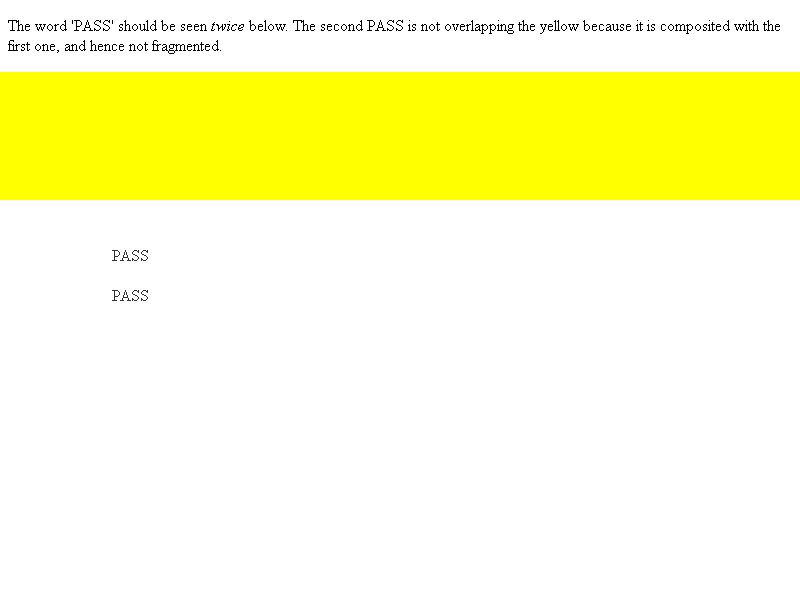 The word 'PASS' should be seen twice below. The second PASS is not overlapping the yellow because it is composited with the
first one, and hence not fragmented.
PASS
PASS